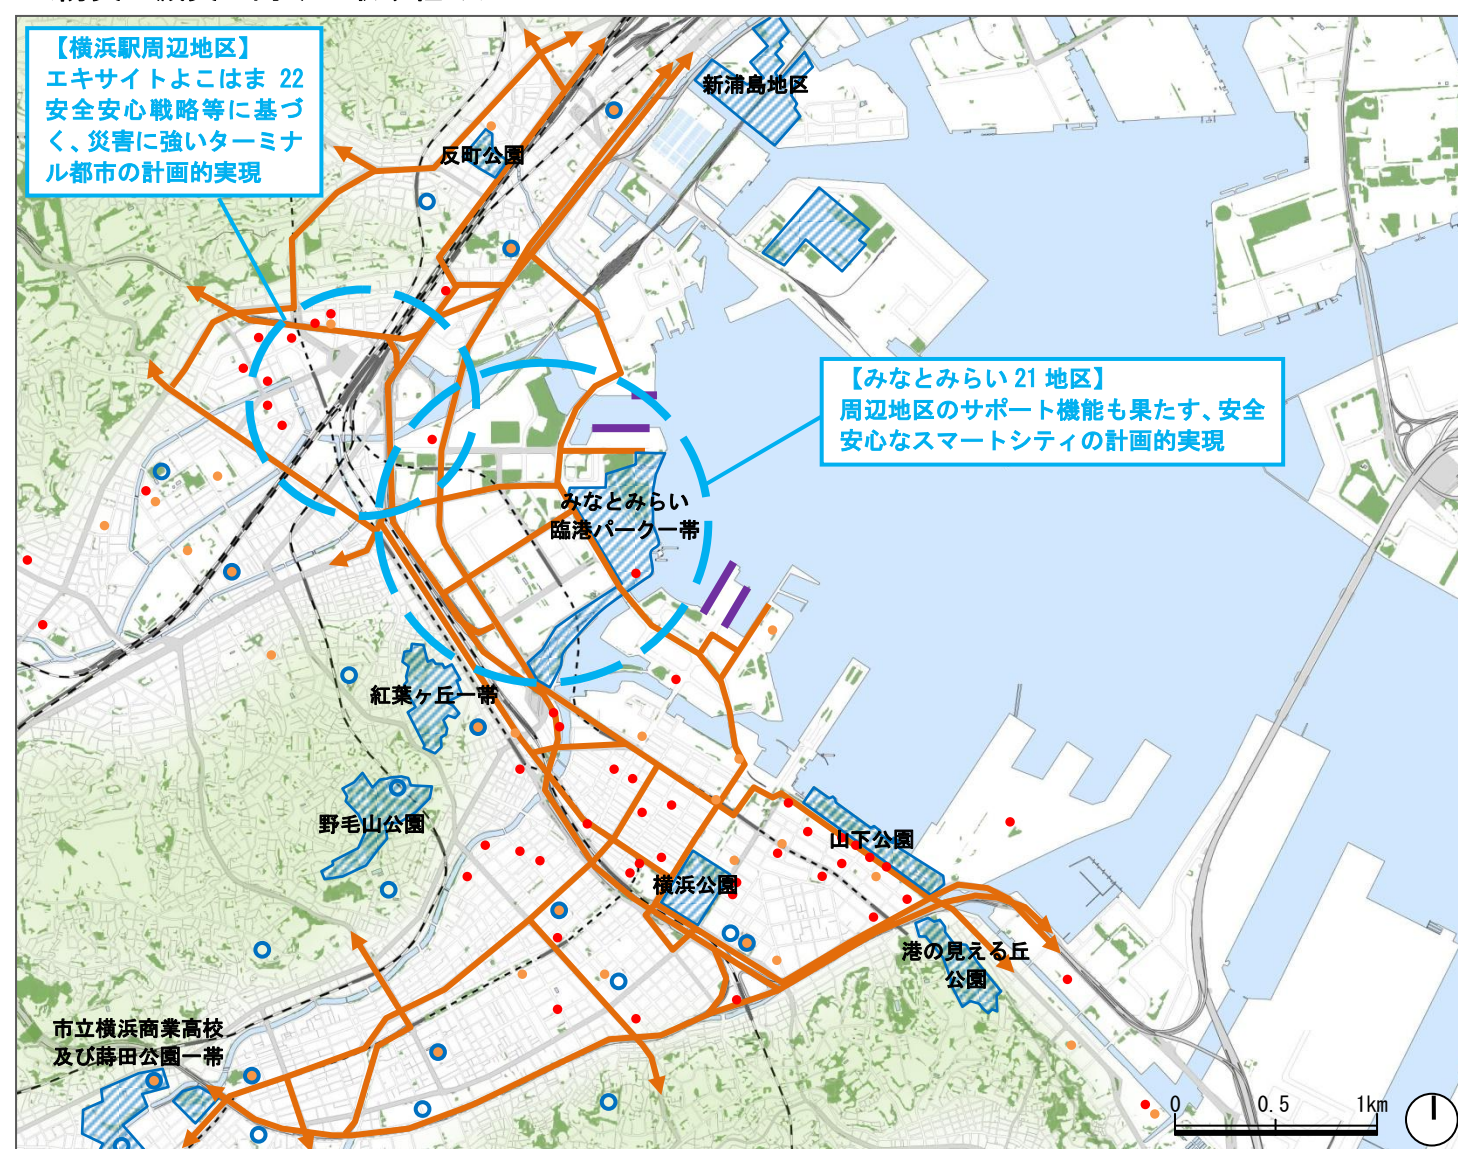 【横浜駅周辺地区】
エキサイトよこはま 22
安全安心戦略等に基づ
く、災害に強いターミナ
ル都市の計画的実現
新浦島地区
反町公園
【みなとみらい 21 地区】
周辺地区のサポート機能も果たす、安全
安心なスマートシティの計画的実現
みなとみらい
臨港パーク一帯
紅葉ヶ丘一帯
野毛山公園
山下公園
横浜公園
港の見える丘
公園
市立横浜商業高校
及び蒔田公園一帯
0 0.5 1km